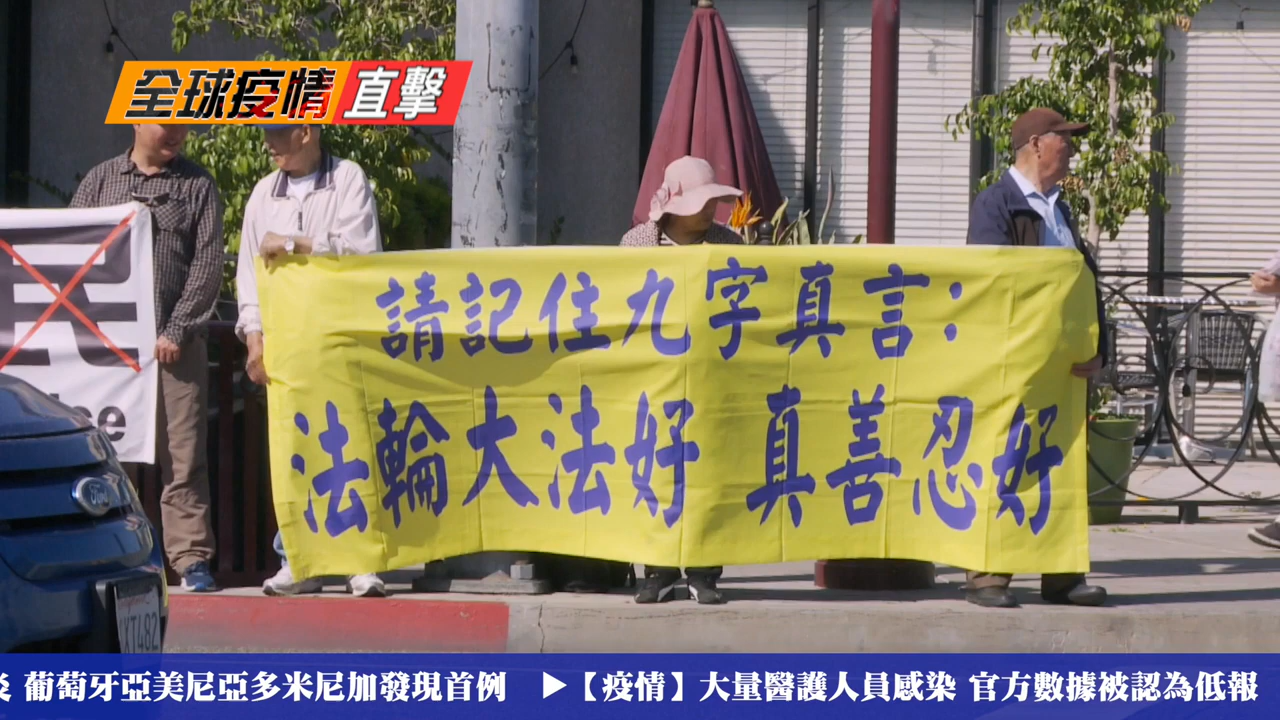 全球疫情 直擊
請記住九字真言：
法輪大法好 真善忍好
Ford
XT482
葡萄牙亞美尼亞多米尼加發現首例 ▶【疫情】大量醫護人員感染 官方數據被認為低報